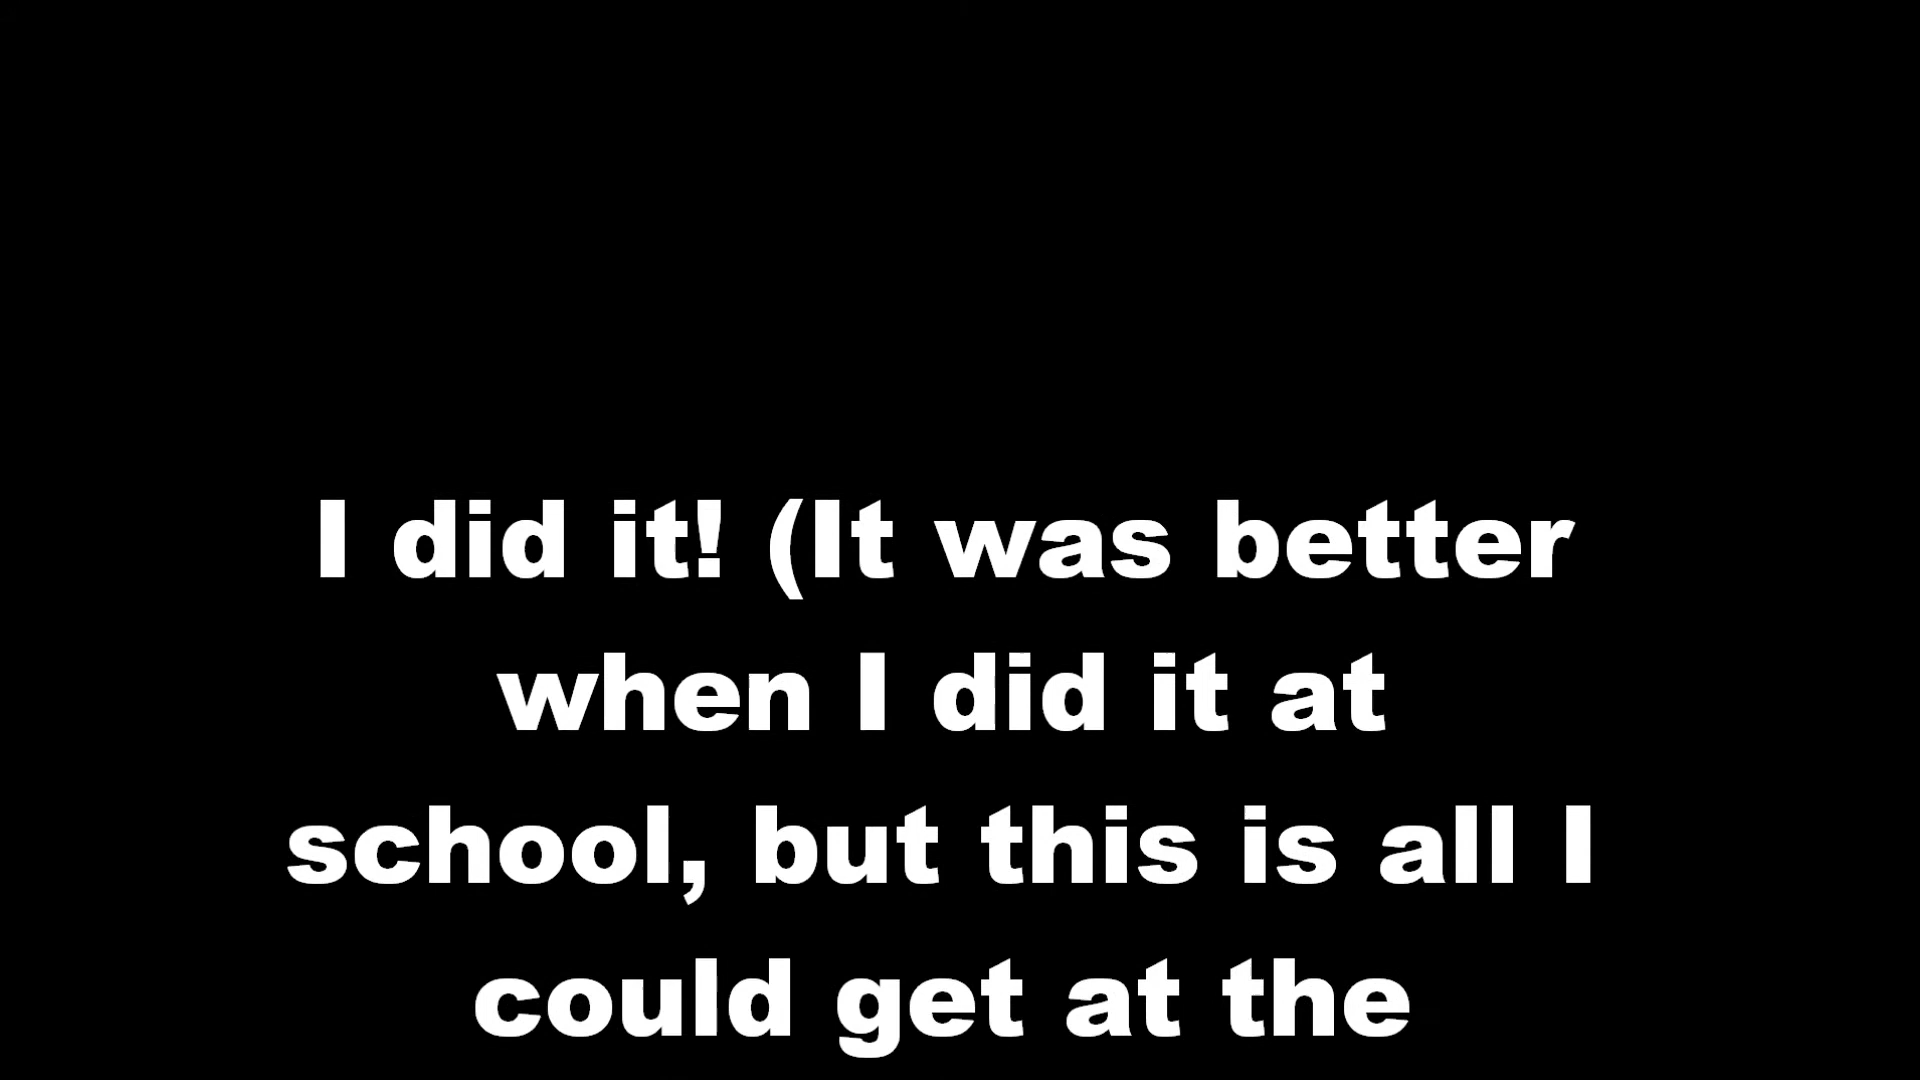 I did it! (It was better
when I did it at
school, but this is all I
could get at the